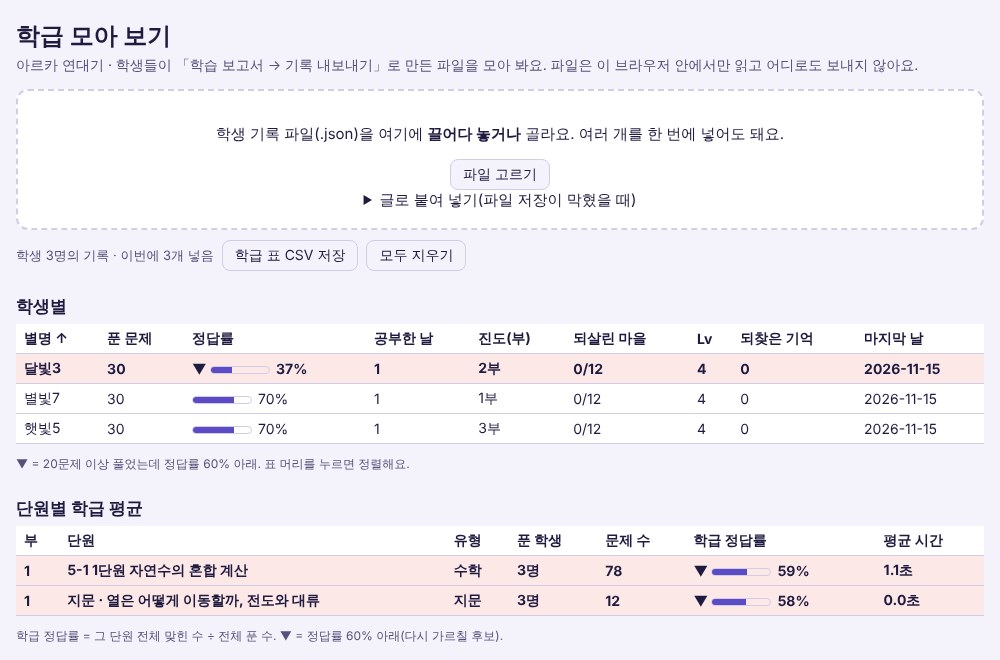 학급 모아 보기
아르카 연대기 · 학생들이 「학습 보고서 → 기록 내보내기」로 만든 파일을 모아 봐요. 파일은 이 브라우저 안에서만 읽고 어디로도 보내지 않아요.
학생 기록 파일(.json)을 여기에 끌어다 놓거나 골라요. 여러 개를 한 번에 넣어도 돼요.
파일 고르기
▶ 글로 붙여 넣기(파일 저장이 막혔을 때)
학생 3명의 기록 · 이번에 3개 넣음 학급 표 CSV 저장 모두 지우기
학생별
별명 ↑ 푼 문제 정답률 공부한 날 진도(부) 되살린 마을 Lv 되찾은 기억 마지막 날
달빛3 30 ▼ 37% 1 2부 0/12 4 0 2026-11-15
별빛7 30 70% 1 1부 0/12 4 0 2026-11-15
햇빛5 30 70% 1 3부 0/12 4 0 2026-11-15
▼ = 20문제 이상 풀었는데 정답률 60% 아래. 표 머리를 누르면 정렬해요.
단원별 학급 평균
부 단원 유형 푼 학생 문제 수 학급 정답률 평균 시간
1 5-1 1단원 자연수의 혼합 계산 수학 3명 78 ▼ 59% 1.1초
1 지문 · 열은 어떻게 이동할까, 전도와 대류 지문 3명 12 ▼ 58% 0.0초
학급 정답률 = 그 단원 전체 맞힌 수 ÷ 전체 푼 수. ▼ = 정답률 60% 아래(다시 가르칠 후보).